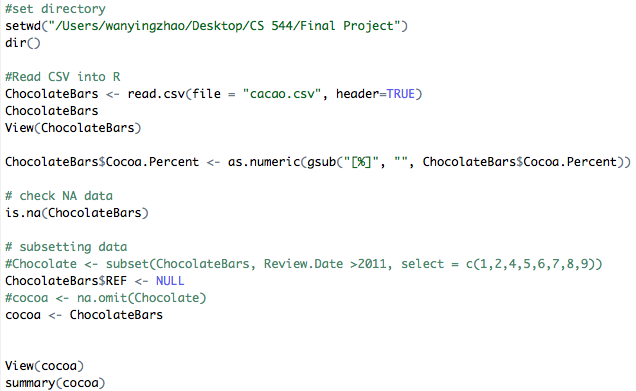 #set directory
setwd("/Users/wanyingzhao/Desktop/CS 544/Final Project")
dir()
#Read CSV into R
ChocolateBars <- read.csv(file = "cacao.csv", header=TRUE)
ChocolateBars
View(ChocolateBars)
ChocolateBars$Cocoa.Percent <- as.numeric(gsub("[%]", "", ChocolateBars$Cocoa.Percent))
# check NA data
is.na(ChocolateBars)
# subsetting data
#Chocolate <- subset(ChocolateBars, Review.Date >2011, select = c(1,2,4,5,6,7,8,9))
ChocolateBars$REF <- NULL
#cocoa <- na.omit(Chocolate)
cocoa <- ChocolateBars
View(cocoa)
summary(cocoa)